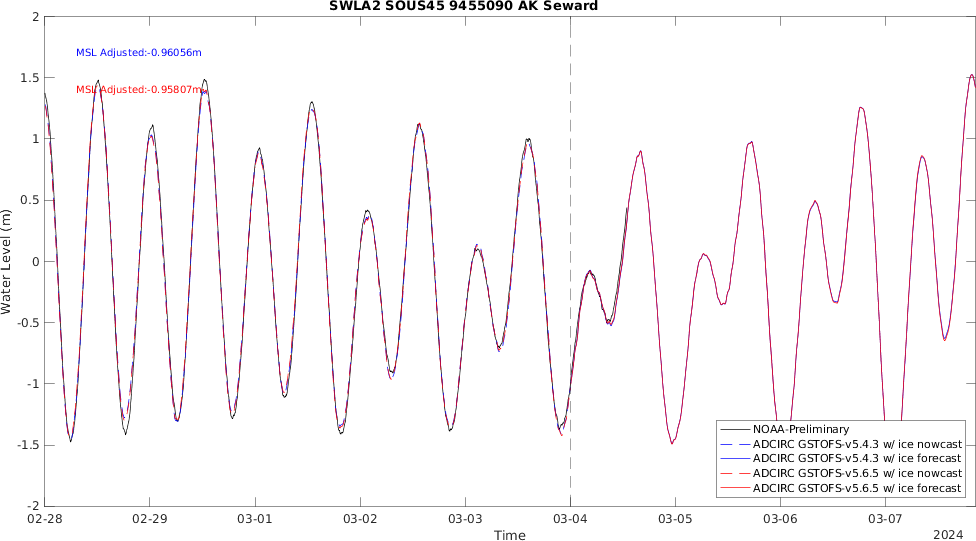 SWLA2 SOUS45 9455090 AK Seward
2
1.5
1
0.5
0
-0.5
-1
-1.5
-2
Water Level (m)
MSL Adjusted:-0.96056m
MSL Adjusted:-0.95807m
NOAA-Preliminary
ADCIRC GSTOFS-v5.4.3 w/ ice nowcast
ADCIRC GSTOFS-v5.4.3 w/ ice forecast
ADCIRC GSTOFS-v5.6.5 w/ ice nowcast
ADCIRC GSTOFS-v5.6.5 w/ ice forecast
02-28 02-29 03-01 03-02 03-03 03-04 03-05 03-06 03-07
Time
2024